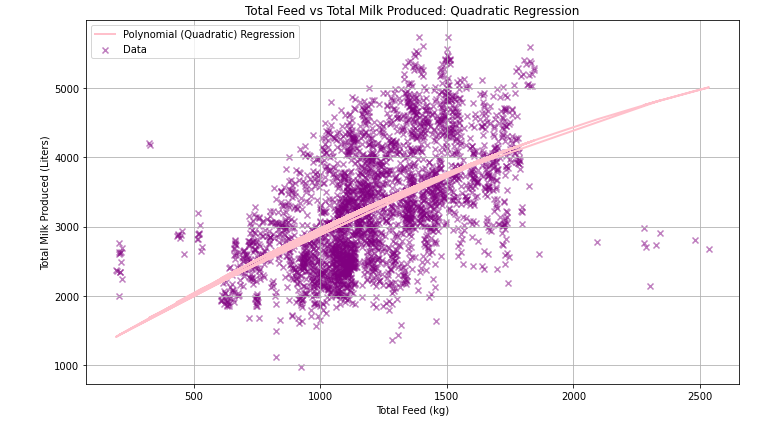 Total Feed vs Total Milk Produced: Quadratic Regression
Polynomial (Quadratic) Regression
Data
5000
4000
3000
2000
1000
Total Milk Produced (Liters)
500 1000 1500 2000 2500
Total Feed (kg)